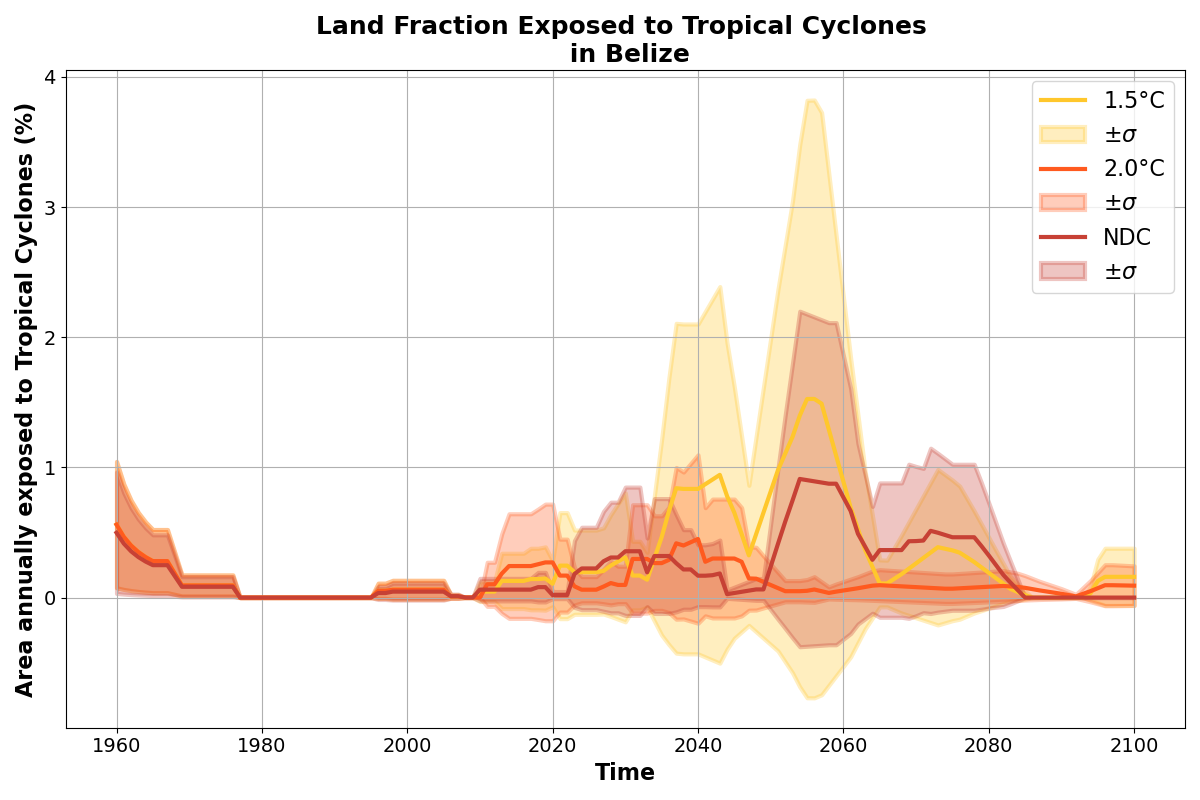 Land Fraction Exposed to Tropical Cyclones
in Belize
Area annually exposed to Tropical Cyclones (%)
4
3
2
1
0
1960 1980 2000 2020 2040 2060 2080 2100
Time
1.5°C
±σ
2.0°C
±σ
NDC
±σ